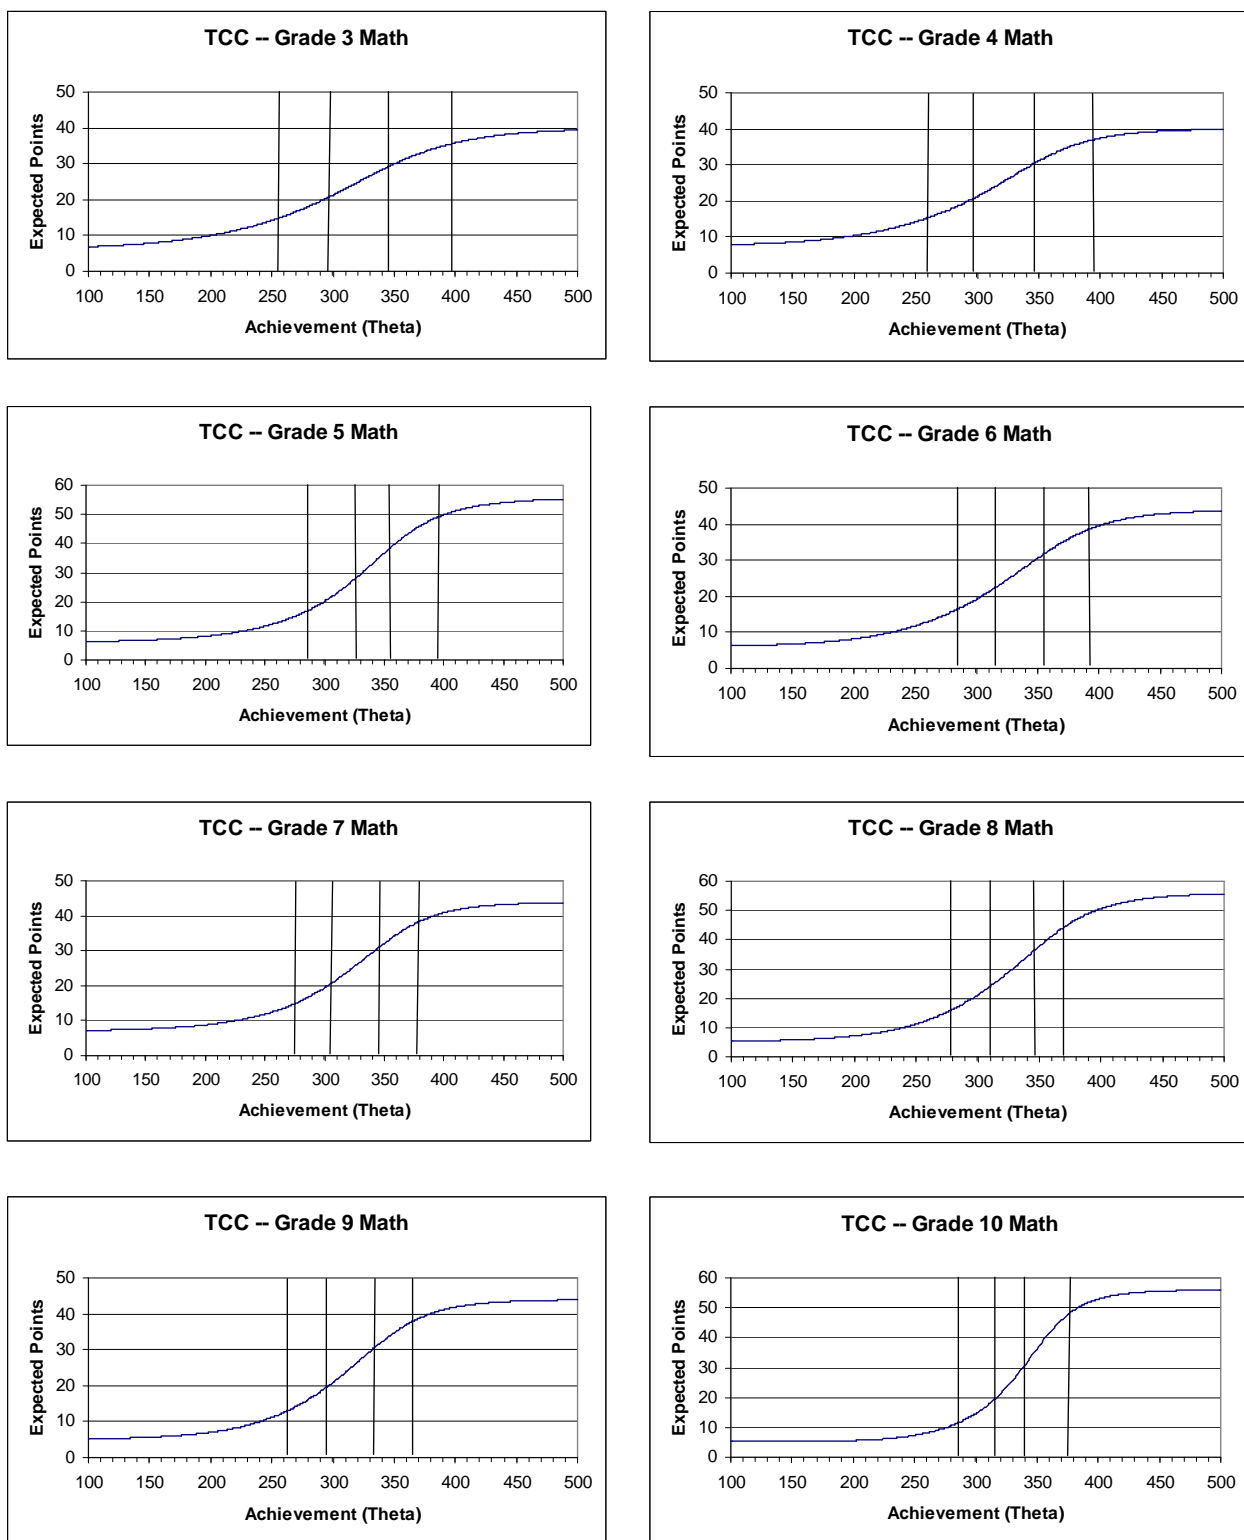 TCC -- Grade 3 Math
Expected Points
50
40
30
20
10
0
100 150 200 250 300 350 400 450 500
Achievement (Theta)
TCC -- Grade 4 Math
Expected Points
50
40
30
20
10
0
100 150 200 250 300 350 400 450 500
Achievement (Theta)
TCC -- Grade 5 Math
Expected Points
60
50
40
30
20
10
0
100 150 200 250 300 350 400 450 500
Achievement (Theta)
TCC -- Grade 6 Math
Expected Points
50
40
30
20
10
0
100 150 200 250 300 350 400 450 500
Achievement (Theta)
TCC -- Grade 7 Math
Expected Points
50
40
30
20
10
0
100 150 200 250 300 350 400 450 500
Achievement (Theta)
TCC -- Grade 8 Math
Expected Points
60
50
40
30
20
10
0
100 150 200 250 300 350 400 450 500
Achievement (Theta)
TCC -- Grade 9 Math
Expected Points
50
40
30
20
10
0
100 150 200 250 300 350 400 450 500
Achievement (Theta)
TCC -- Grade 10 Math
Expected Points
60
50
40
30
20
10
0
100 150 200 250 300 350 400 450 500
Achievement (Theta)